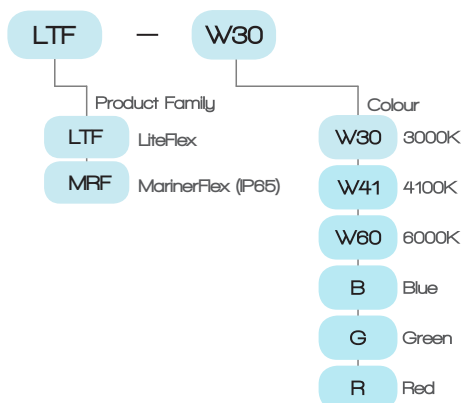 LTF – W30
Product Family
LTF LiteFlex
MRF MarinerFlex (IP65)
Colour
W30 3000K
W41 4100K
W60 6000K
B Blue
G Green
R Red